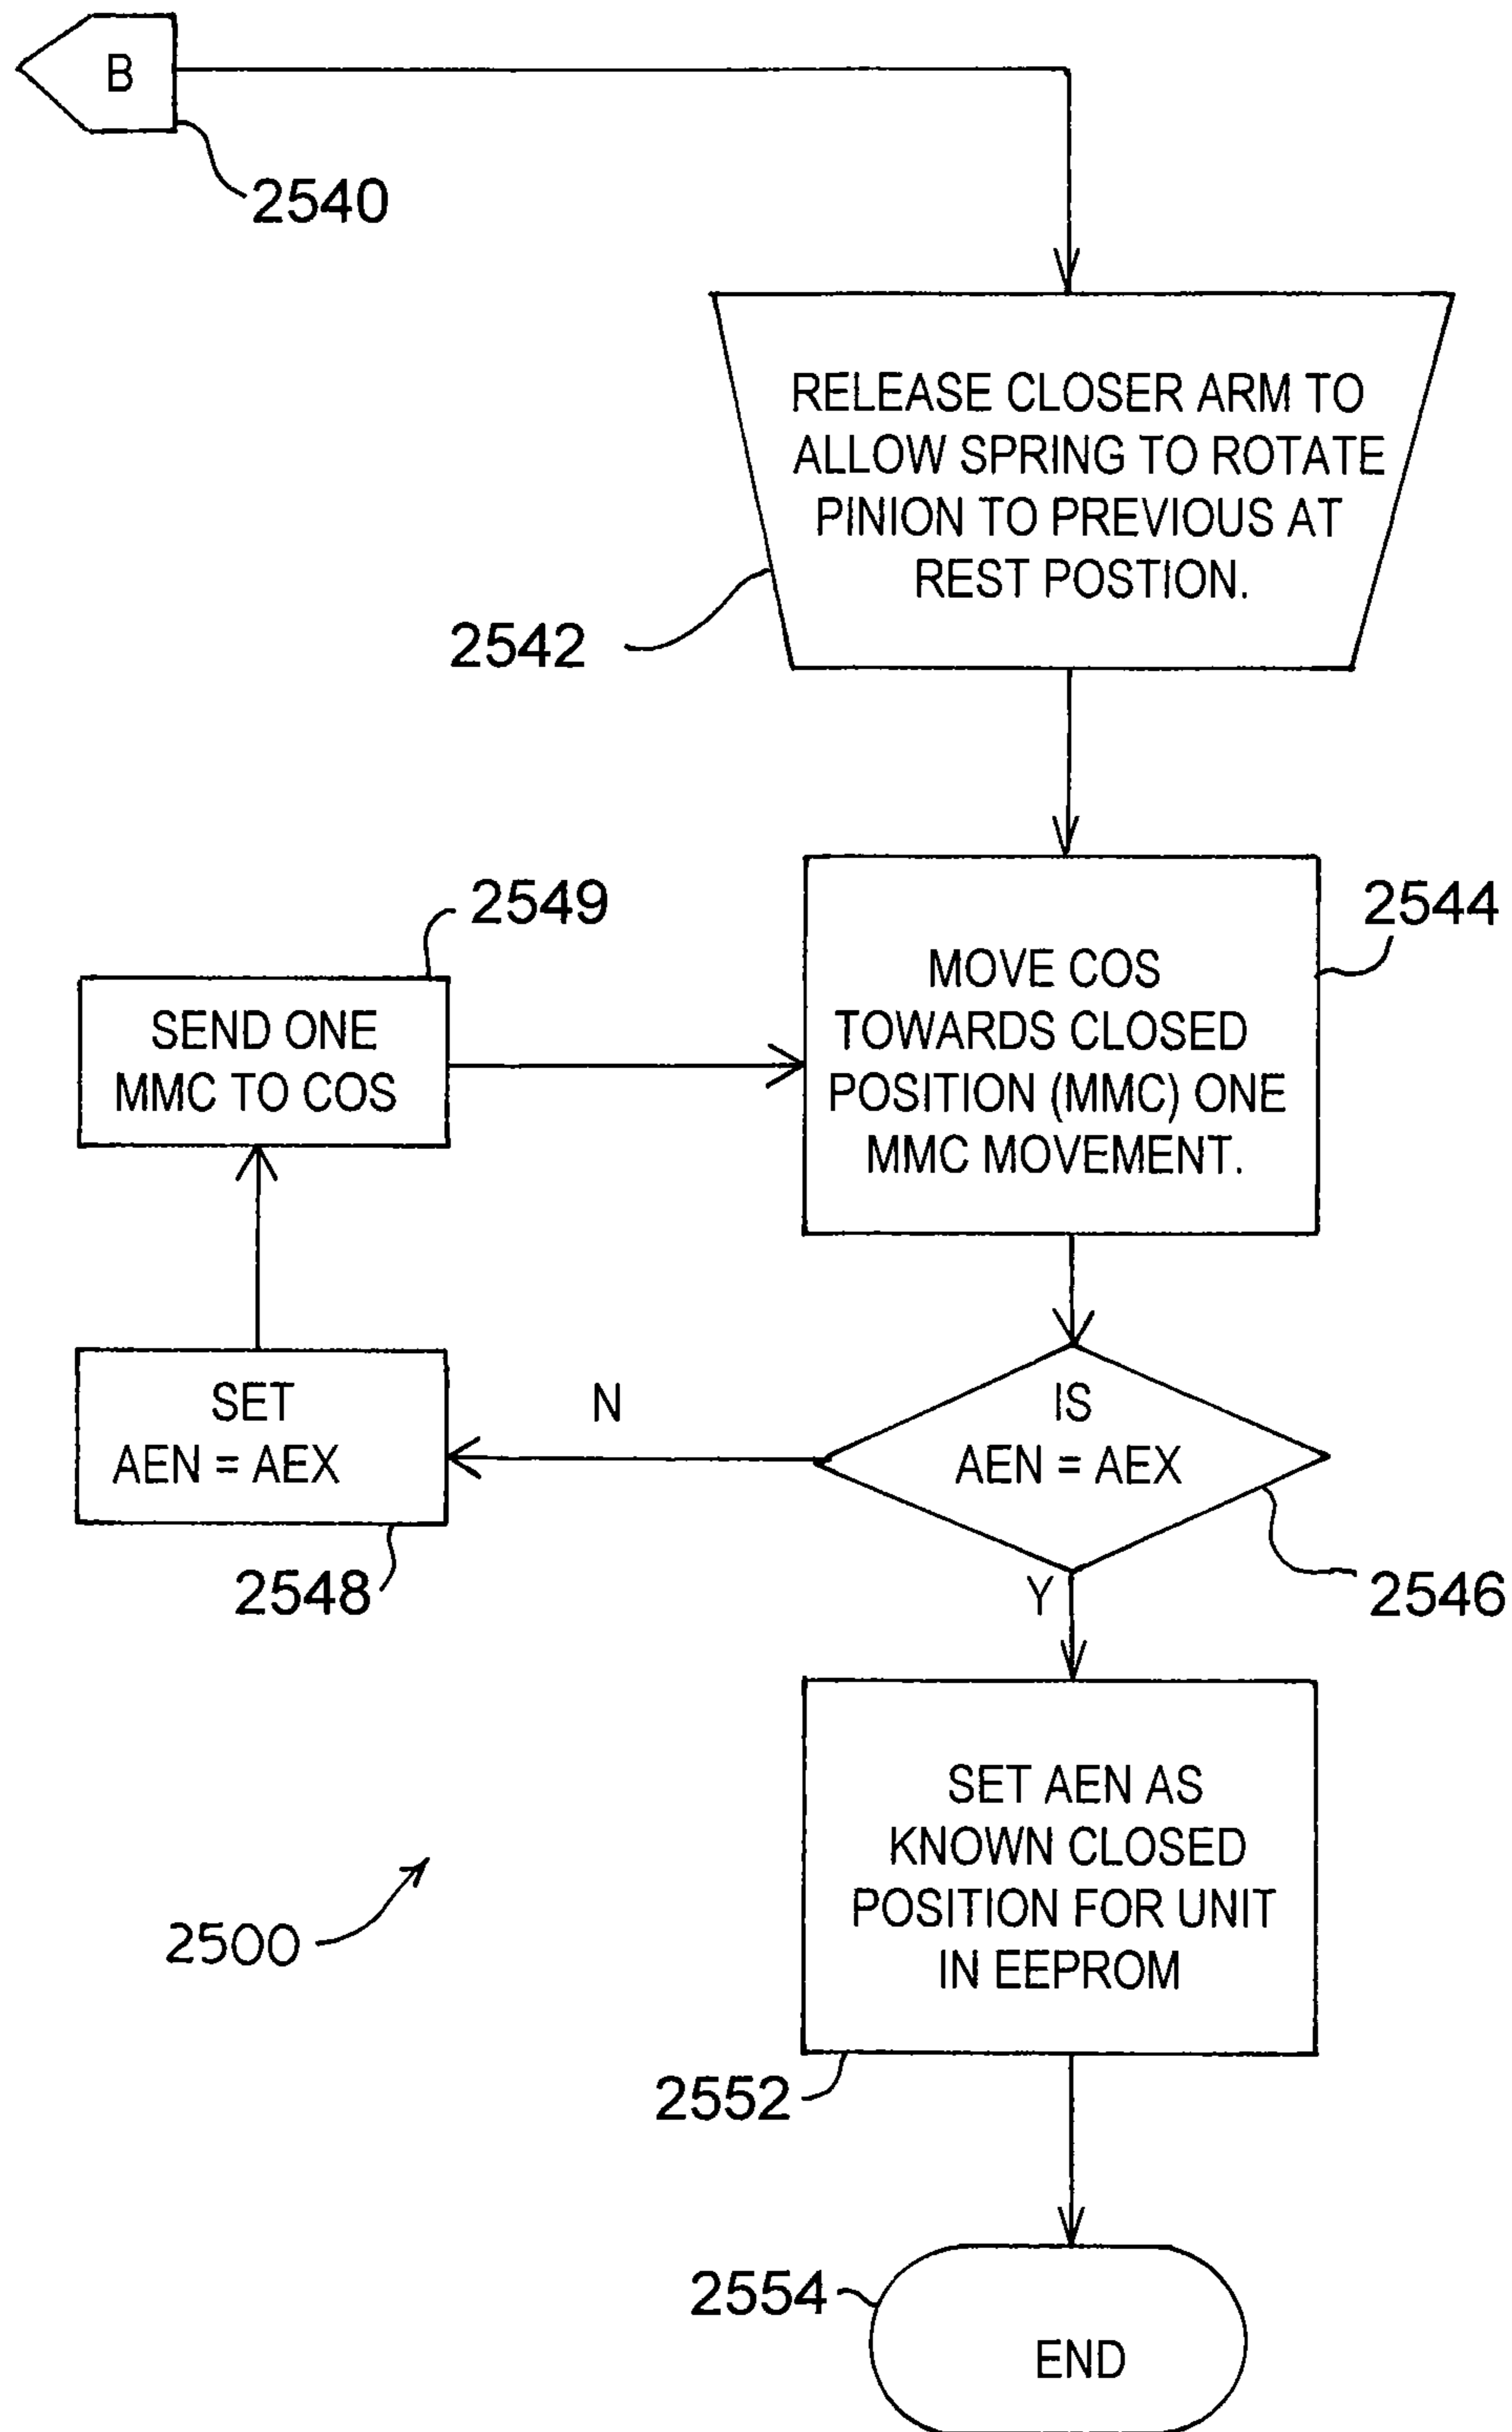 B
2540
RELEASE CLOSER ARM TO
ALLOW SPRING TO ROTATE
PINION TO PREVIOUS AT
REST POSTION.
2542
2549
2544
SEND ONE
MMC TO COS
MOVE COS
TOWARDS CLOSED
POSITION (MMC) ONE
MMC MOVEMENT.
SET
AEN = AEX
N
IS
AEN = AEX
2548
Y
2546
SET AEN AS
KNOWN CLOSED
POSITION FOR UNIT
IN EEPROM
2500
2552
2554
END